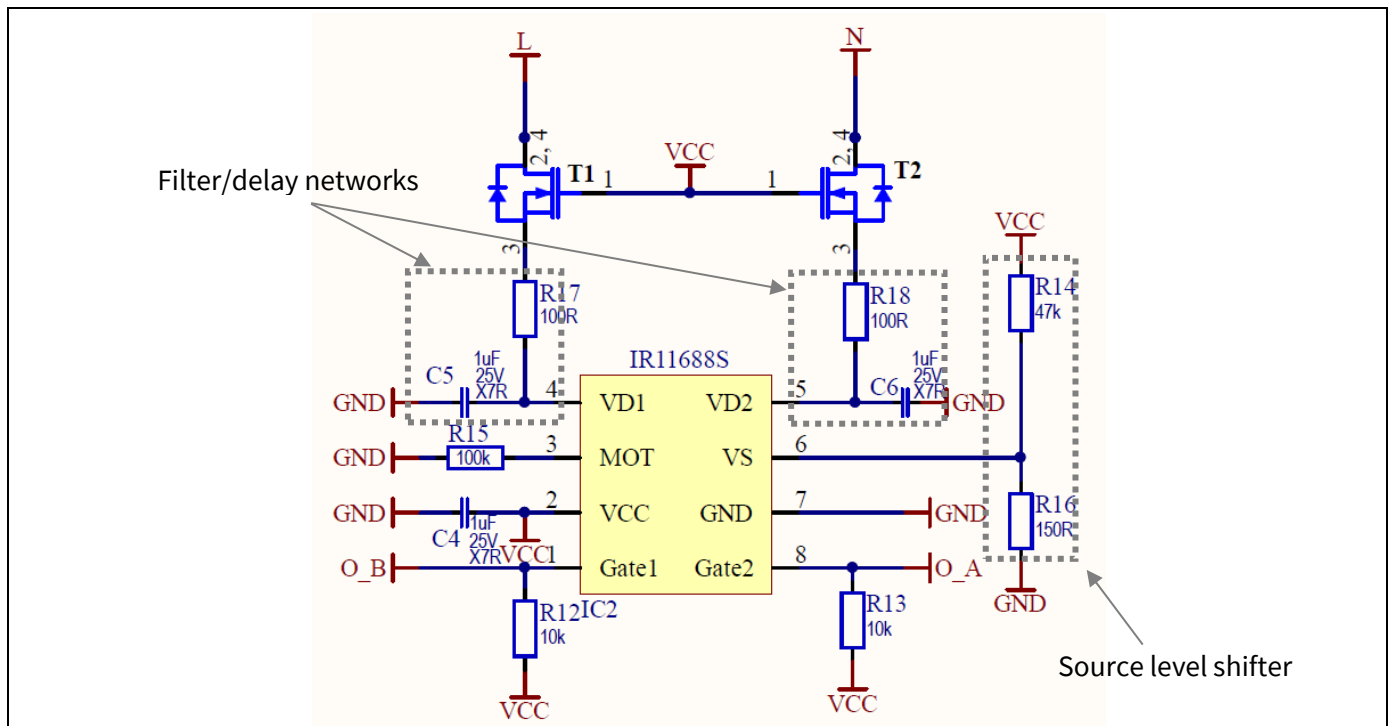 L
N
2, 4
2, 4
T1
VCC
T2
1
1
Filter/delay networks
3
3
VCC
R17
100R
R18
100R
R14
47k
IR11688S
C5
1uF
25V
X7R
C6
1uF
25V
X7R
GND
4
VD1
VD2
5
GND
R15
100k
GND
3
MOT
VS
6
GND
2
VCC
GND
7
GND
C4
1uF
25V
X7R
VCC
R16
150R
O_B
1
Gate1
Gate2
8
O_A
GND
R12
10k
IC2
R13
10k
Source level shifter
VCC
VCC